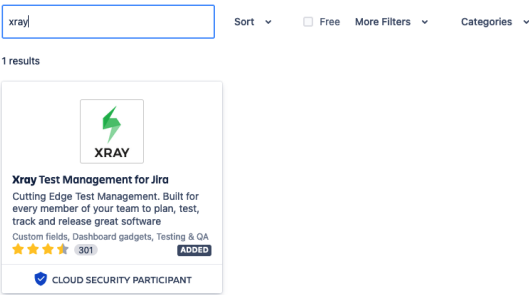 xray
Sort Free More Filters Categories
1 results
XRAY
Xray Test Management for Jira
Cutting Edge Test Management. Built for
every member of your team to plan, test,
track and release great software
Custom fields, Dashboard gadgets, Testing & QA
301 ADDED
CLOUD SECURITY PARTICIPANT